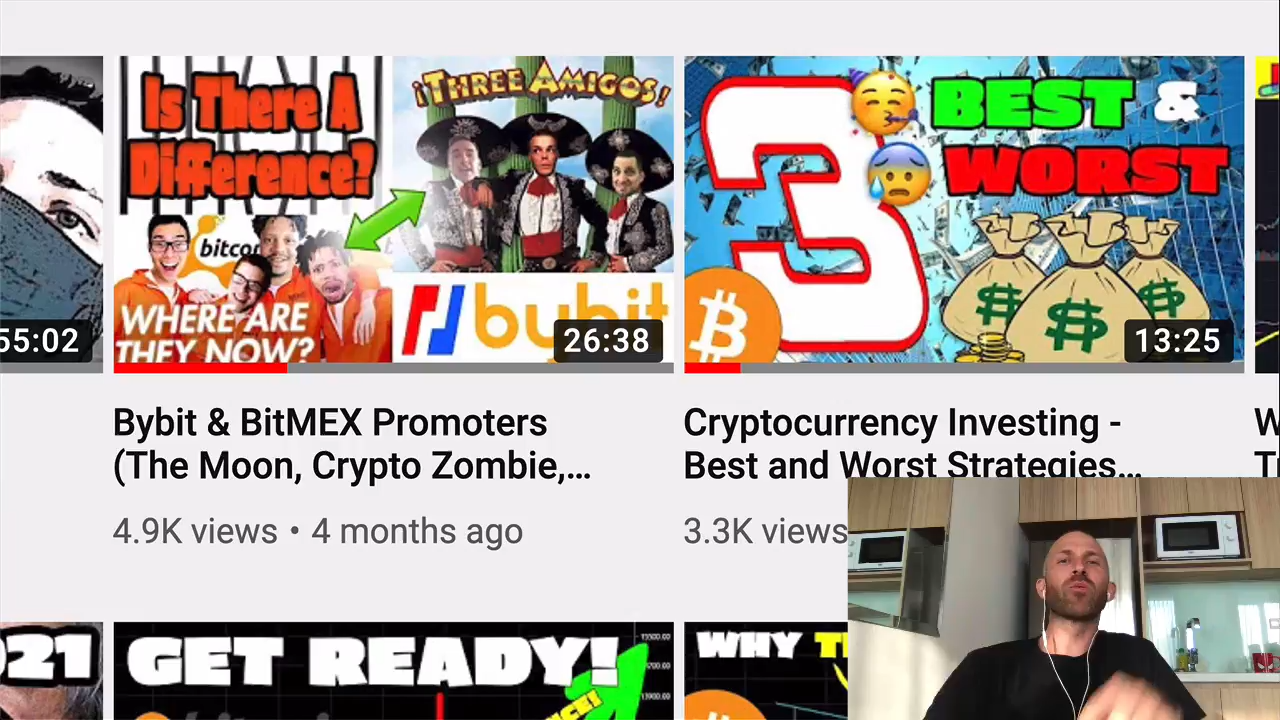 55:02
Is There A
Difference?
bitco
WHERE ARE
THEY NOW?
¡THREE AMIGOS!
bybit
26:38
3
BEST &
WORST
13:25
Bybit & BitMEX Promoters
(The Moon, Crypto Zombie,...
4.9K views • 4 months ago
Cryptocurrency Investing -
Best and Worst Strategies...
3.3K views
W
T
021
GET READY!
WHY T